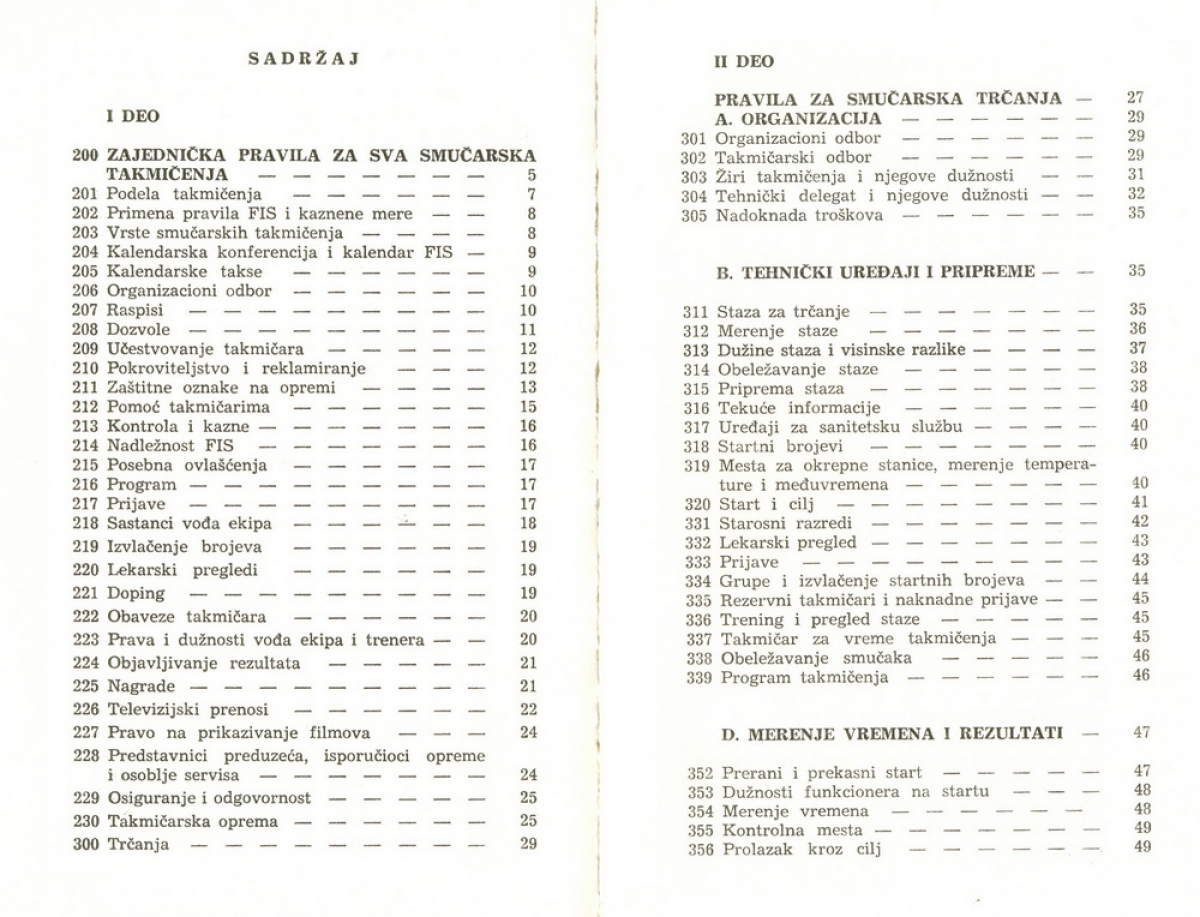 SADRŽAJ
I DEO
200 ZAJEDNIČKA PRAVILA ZA SVA SMUČARSKA
TAKMIČENJA — — — — — — — 5
201 Podela takmičenja — — — — — — 7
202 Primena pravila FIS i kaznene mere — — 8
203 Vrste smučarskih takmičenja — — — — 8
204 Kalendarska konferencija i kalendar FIS — 9
205 Kalendarske takse — — — — — — 9
206 Organizacioni odbor — — — — — — 10
207 Raspisi — — — — — — — — — 10
208 Dozvole — — — — — — — — — 11
209 Učestvovanje takmičara — — — — — 12
210 Pokroviteljstvo i reklamiranje — — — 12
211 Zaštitne oznake na opremi — — — — 13
212 Pomoć takmičarima — — — — — — 15
213 Kontrola i kazne — — — — — — — 16
214 Nadležnost FIS — — — — — — — 16
215 Posebna ovlašćenja — — — — — — 17
216 Program — — — — — — — — — 17
217 Prijave — — — — — — — — — 17
218 Sastanci vođa ekipa — — — — — — 18
219 Izvlačenje brojeva — — — — — — 19
220 Lekarski pregledi — — — — — — 19
221 Doping — — — — — — — — — 19
222 Obaveze takmičara — — — — — — 20
223 Prava i dužnosti vođa ekipa i trenera — — 20
224 Objavljivanje rezultata — — — — — 21
225 Nagrade — — — — — — — — — 21
226 Televizijski prenosi — — — — — — 22
227 Pravo na prikazivanje filmova — — — 24
228 Predstavnici preduzeća, isporučioci opreme
i osoblje servisa — — — — — — — 24
229 Osiguranje i odgovornost — — — — — 25
230 Takmičarska oprema — — — — — — 25
300 Trčanja — — — — — — — — — 29
II DEO
PRAVILA ZA SMUČARSKA TRČANJA — 27
A. ORGANIZACIJA — — — — — — 29
301 Organizacioni odbor — — — — — — 29
302 Takmičarski odbor — — — — — — 29
303 Žiri takmičenja i njegove dužnosti — — 31
304 Tehnički delegat i njegove dužnosti — — 32
305 Nadoknada troškova — — — — — — 35
B. TEHNIČKI UREĐAJI I PRIPREME — — 35
311 Staza za trčanje — — — — — — — 35
312 Merenje staze — — — — — — — 36
313 Dužine staza i visinske razlike — — — — 37
314 Obeležavanje staze — — — — — — 38
315 Priprema staza — — — — — — — 38
316 Tekuće informacije — — — — — — 40
317 Uređaji za sanitetsku službu — — — — 40
318 Startni brojevi — — — — — — — 40
319 Mesta za okrepne stanice, merenje tempera-
ture i međuvremena — — — — — — 40
320 Start i cilj — — — — — — — — 41
331 Starosni razredi — — — — — — — 42
332 Lekarski pregled — — — — — — — 43
333 Prijave — — — — — — — — — 43
334 Grupe i izvlačenje startnih brojeva — — 44
335 Rezervni takmičari i naknadne prijave — — 45
336 Trening i pregled staze — — — — — 45
337 Takmičar za vreme takmičenja — — — 45
338 Obeležavanje smučaka — — — — — 46
339 Program takmičenja — — — — — — 46
D. MERENJE VREMENA I REZULTATI — 47
352 Prerani i prekasni start — — — — — 47
353 Dužnosti funkcionera na startu — — — 48
354 Merenje vremena — — — — — — 48
355 Kontrolna mesta — — — — — — — 49
356 Prolazak kroz cilj — — — — — — 49